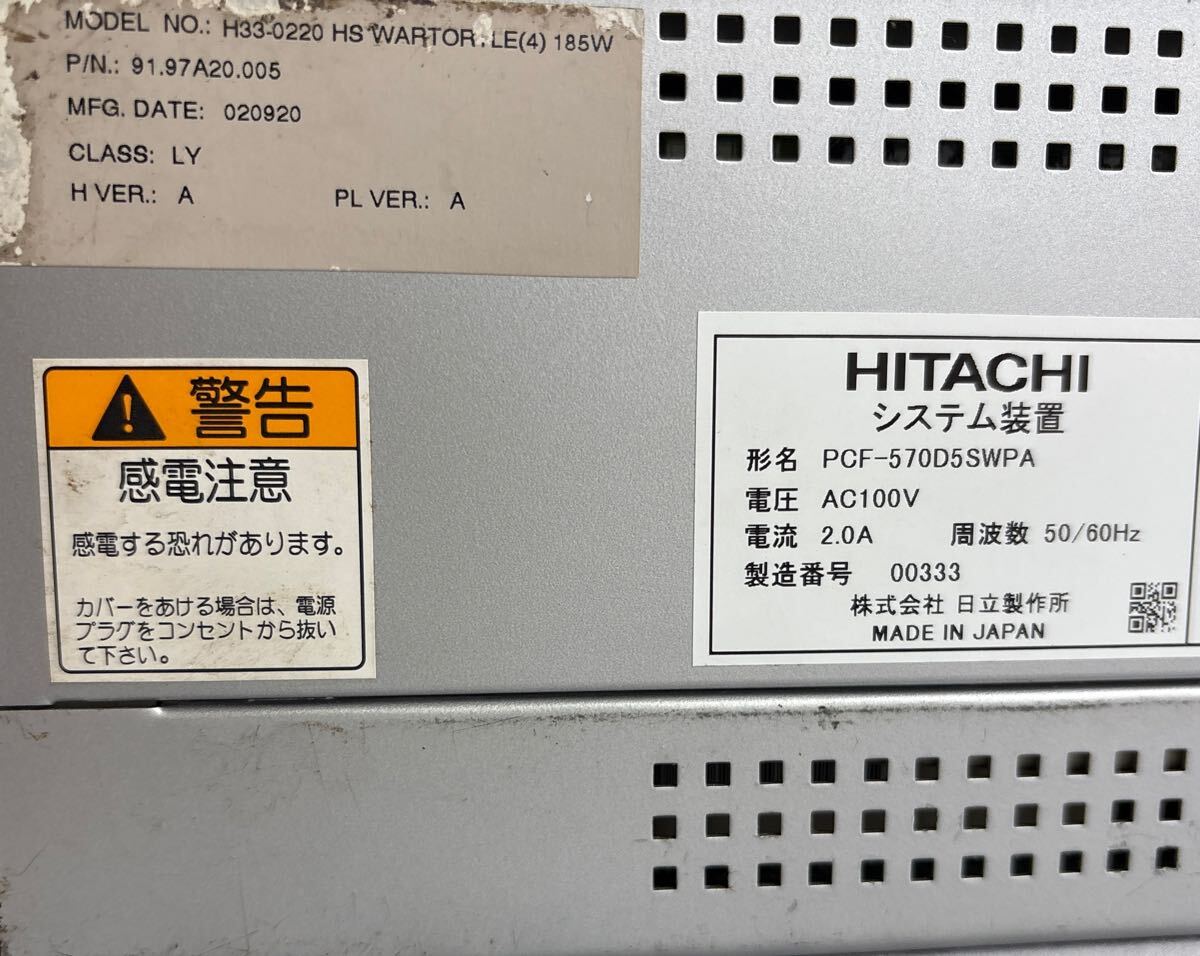 MODEL NO.: H33-0220 HS WARTOR.LE(4) 185W
P/N.: 91.97A20.005
MFG. DATE: 020920
CLASS: LY
H VER.: A PL VER.: A
警告
感電注意
感電する恐れがあります。
カバーをあける場合は、電源
プラグをコンセントから抜い
て下さい。
HITACHI
システム装置
形名 PCF-570D5SWPA
電圧 AC100V
電流 2.0A 周波数 50/60Hz
製造番号 00333
株式会社 日立製作所
MADE IN JAPAN